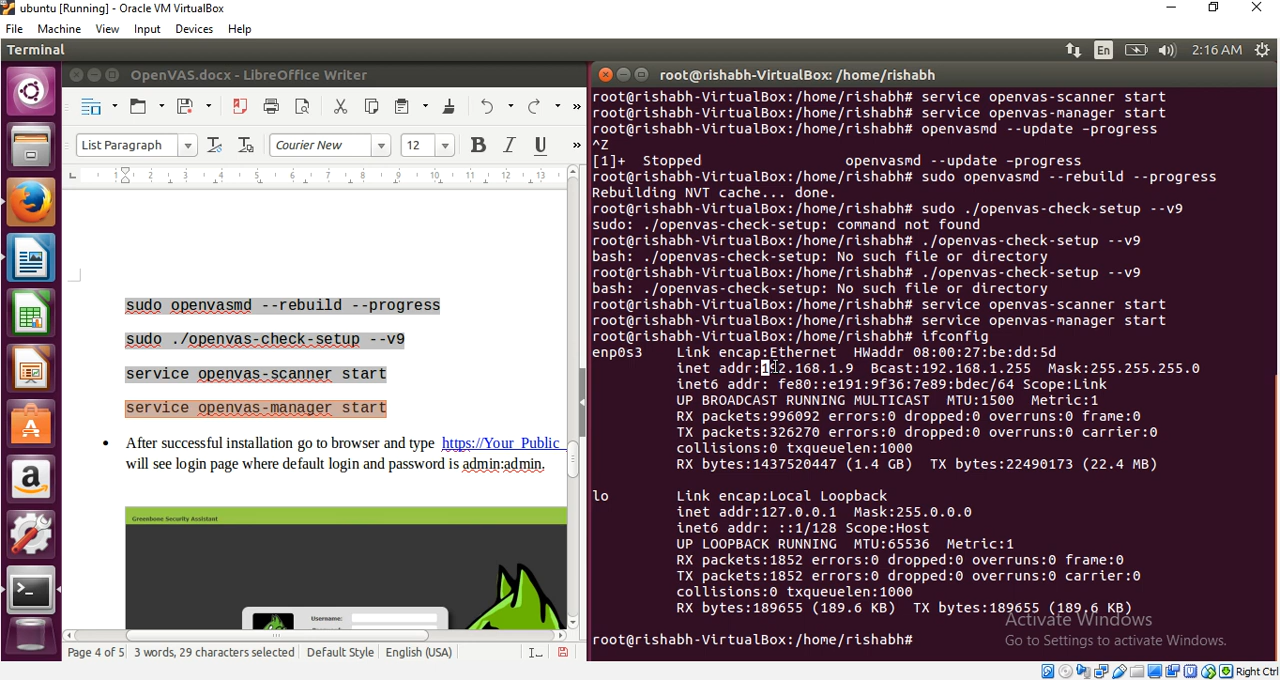 ubuntu [Running] - Oracle VM VirtualBox
File Machine View Input Devices Help
Terminal
En
2:16 AM
OpenVAS.docx - LibreOffice Writer
List Paragraph
Courier New
12
B I U
1 1 2 3 4 5 6 7 8 9 10 11 12 13
sudo openvasmd --rebuild --progress
sudo ./openvas-check-setup --v9
service openvas-scanner start
service openvas-manager start
• After successful installation go to browser and type https://Your_Public_
will see login page where default login and password is admin:admin.
Greenbone Security Assistant
Username:
Page 4 of 5 3 words, 29 characters selected Default Style English (USA)
root@rishabh-VirtualBox: /home/rishabh
root@rishabh-VirtualBox:/home/rishabh# service openvas-scanner start
root@rishabh-VirtualBox:/home/rishabh# service openvas-manager start
root@rishabh-VirtualBox:/home/rishabh# openvasmd --update –progress
^Z
[1]+ Stopped openvasmd --update –progress
root@rishabh-VirtualBox:/home/rishabh# sudo openvasmd --rebuild --progress
Rebuilding NVT cache... done.
root@rishabh-VirtualBox:/home/rishabh# sudo ./openvas-check-setup --v9
sudo: ./openvas-check-setup: command not found
root@rishabh-VirtualBox:/home/rishabh# ./openvas-check-setup --v9
bash: ./openvas-check-setup: No such file or directory
root@rishabh-VirtualBox:/home/rishabh# ./openvas-check-setup --v9
bash: ./openvas-check-setup: No such file or directory
root@rishabh-VirtualBox:/home/rishabh# service openvas-scanner start
root@rishabh-VirtualBox:/home/rishabh# service openvas-manager start
root@rishabh-VirtualBox:/home/rishabh# ifconfig
enp0s3 Link encap:Ethernet HWaddr 08:00:27:be:dd:5d
inet addr:192.168.1.9 Bcast:192.168.1.255 Mask:255.255.255.0
inet6 addr: fe80::e191:9f36:7e89:bdec/64 Scope:Link
UP BROADCAST RUNNING MULTICAST MTU:1500 Metric:1
RX packets:996092 errors:0 dropped:0 overruns:0 frame:0
TX packets:326270 errors:0 dropped:0 overruns:0 carrier:0
collisions:0 txqueuelen:1000
RX bytes:1437520447 (1.4 GB) TX bytes:22490173 (22.4 MB)
lo Link encap:Local Loopback
inet addr:127.0.0.1 Mask:255.0.0.0
inet6 addr: ::1/128 Scope:Host
UP LOOPBACK RUNNING MTU:65536 Metric:1
RX packets:1852 errors:0 dropped:0 overruns:0 frame:0
TX packets:1852 errors:0 dropped:0 overruns:0 carrier:0
collisions:0 txqueuelen:1000
RX bytes:189655 (189.6 KB) TX bytes:189655 (189.6 KB)
root@rishabh-VirtualBox:/home/rishabh#
Activate Windows
Go to Settings to activate Windows.
Right Ctrl